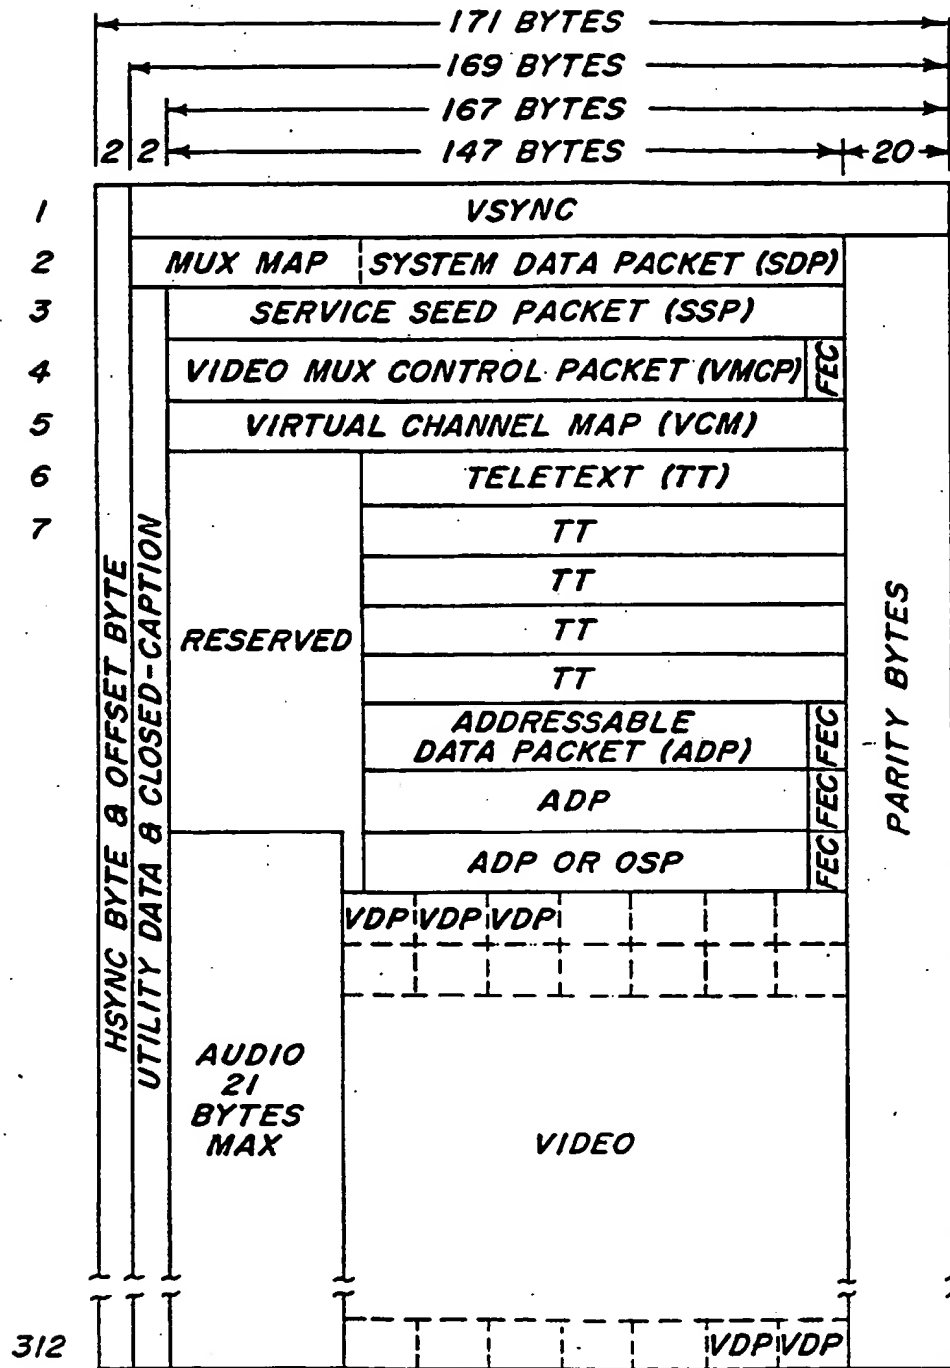 171 BYTES
169 BYTES
167 BYTES
2 2 147 BYTES 20
1 VSYNC
2 MUX MAP SYSTEM DATA PACKET (SDP)
3 SERVICE SEED PACKET (SSP)
4 VIDEO MUX CONTROL PACKET (VMCP) FEC
5 VIRTUAL CHANNEL MAP (VCM)
6 TELETEXT (TT)
7 TT
TT
TT
TT
RESERVED
ADDRESSABLE
DATA PACKET (ADP) FEC
ADP FEC
ADP OR OSP FEC
HSYNC BYTE & OFFSET BYTE
UTILITY DATA & CLOSED-CAPTION
PARITY BYTES
VDP VDP VDP
AUDIO
21
BYTES
MAX
VIDEO
312 VDP VDP